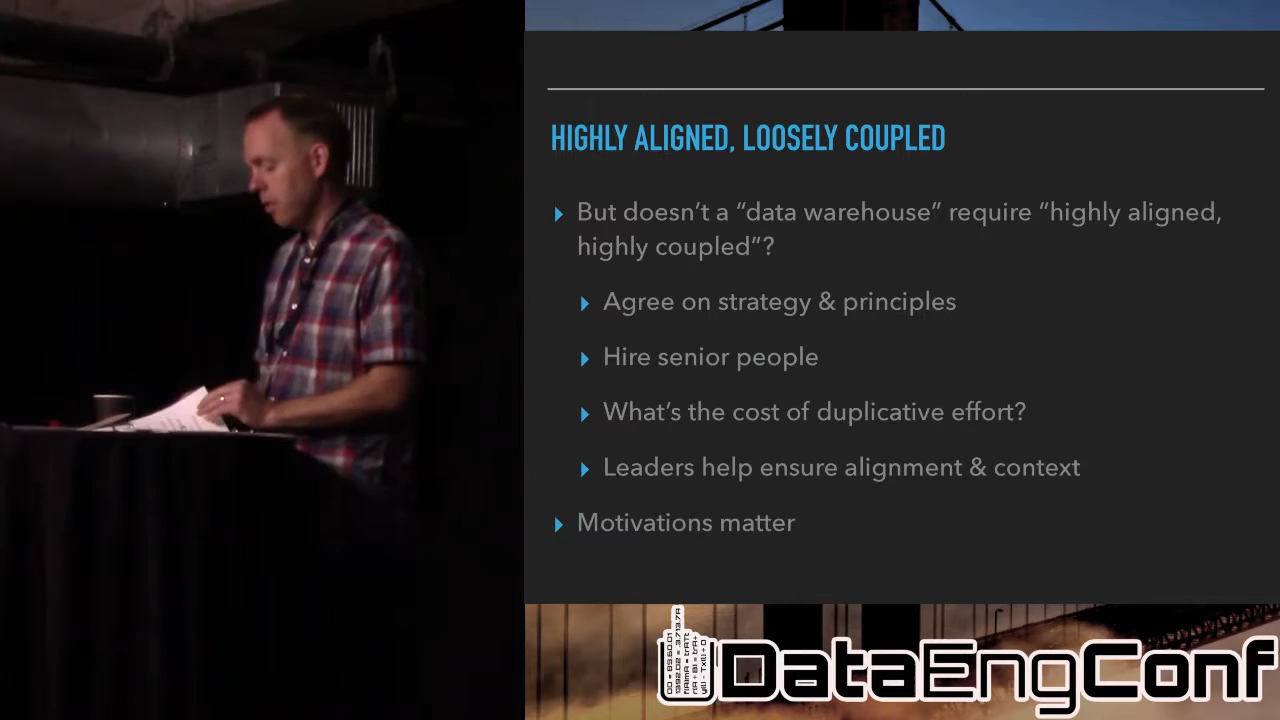 HIGHLY ALIGNED, LOOSELY COUPLED
But doesn't a “data warehouse” require “highly aligned,
highly coupled”?
Agree on strategy & principles
Hire senior people
What's the cost of duplicative effort?
Leaders help ensure alignment & context
Motivations matter
DataEngConf